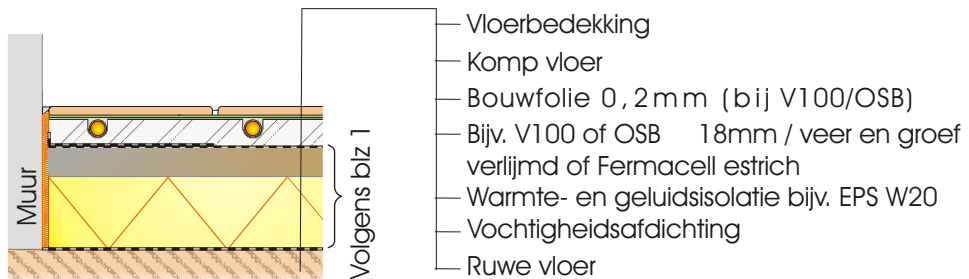 Muur
Volgens blz 1
Vloerbedekking
Komp vloer
Bouwfolie 0,2mm (bij V100/OSB)
Bijv. V100 of OSB 18mm / veer en groef
verlijmd of Fermacell estrich
Warmte- en geluidsisolatie bijv. EPS W20
Vochtigheidsafdichting
Ruwe vloer